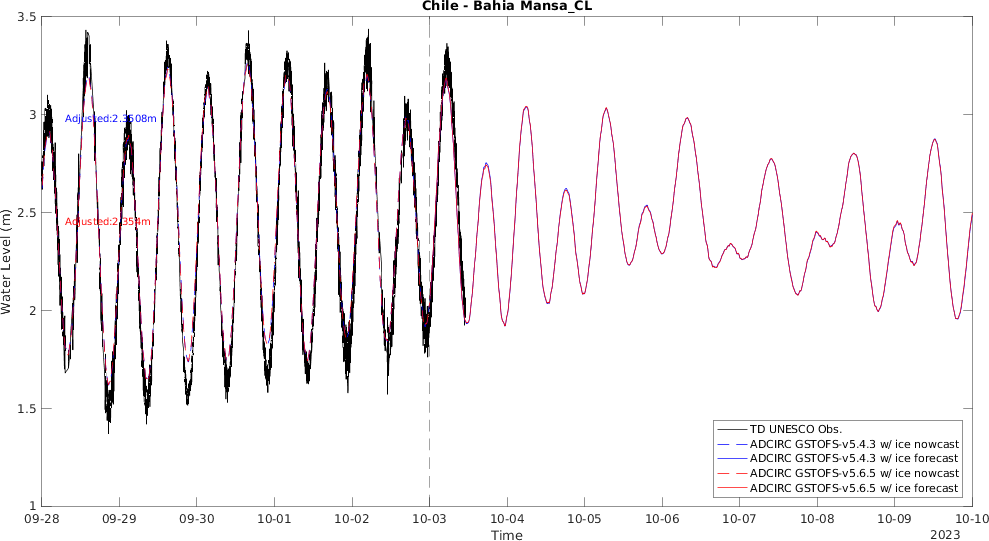 Chile - Bahia Mansa_CL
Water Level (m)
3.5
3
2.5
2
1.5
1
Adjusted:2.3508m
Adjusted:2.354m
TD UNESCO Obs.
ADCIRC GSTOFS-v5.4.3 w/ ice nowcast
ADCIRC GSTOFS-v5.4.3 w/ ice forecast
ADCIRC GSTOFS-v5.6.5 w/ ice nowcast
ADCIRC GSTOFS-v5.6.5 w/ ice forecast
09-28 09-29 09-30 10-01 10-02 10-03 10-04 10-05 10-06 10-07 10-08 10-09 10-10
Time
2023